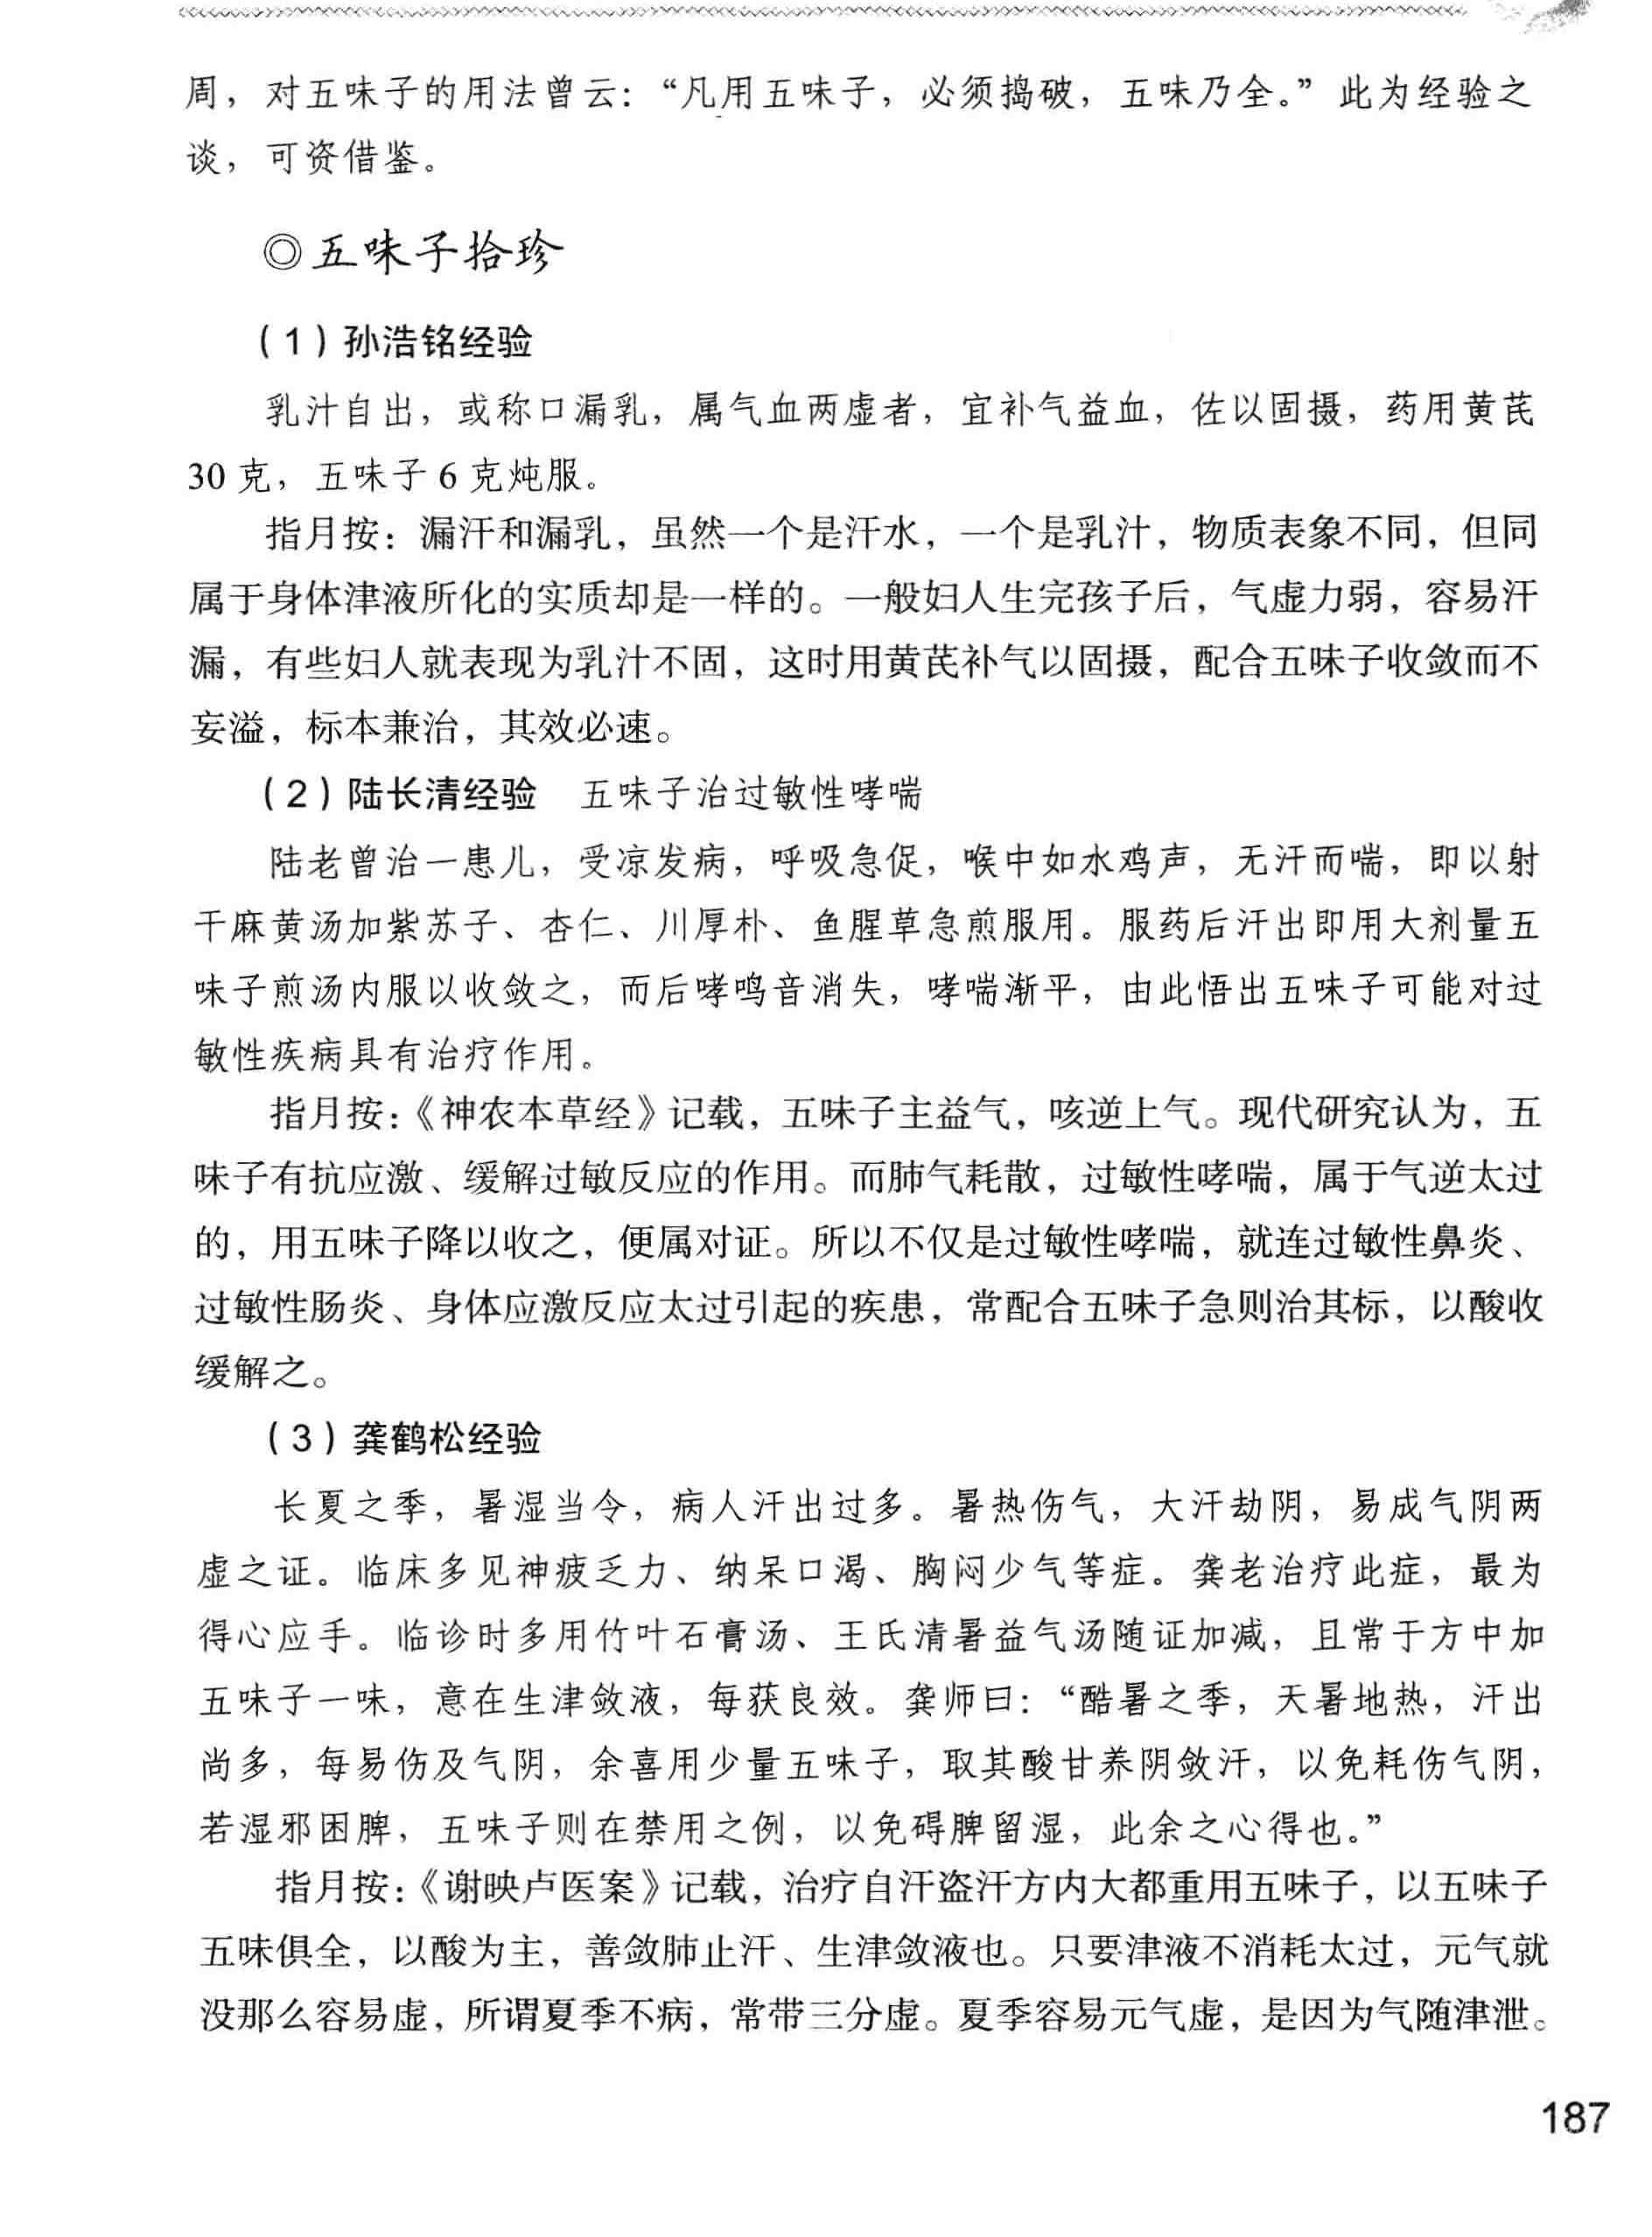 周，对五味子的用法曾云：“凡用五味子，必须捣破，五味乃全。”此为经验之
谈，可资借鉴。
◎五味子拾珍
（1）孙浩铭经验
乳汁自出，或称口漏乳，属气血两虚者，宜补气益血，佐以固摄，药用黄芪
30克，五味子6克炖服。
指月按：漏汗和漏乳，虽然一个是汗水，一个是乳汁，物质表象不同，但同
属于身体津液所化的实质却是一样的。一般妇人生完孩子后，气虚力弱，容易汗
漏，有些妇人就表现为乳汁不固，这时用黄芪补气以固摄，配合五味子收敛而不
妄溢，标本兼治，其效必速。
（2）陆长清经验　五味子治过敏性哮喘
陆老曾治一患儿，受凉发病，呼吸急促，喉中如水鸡声，无汗而喘，即以射
干麻黄汤加紫苏子、杏仁、川厚朴、鱼腥草急煎服用。服药后汗出即用大剂量五
味子煎汤内服以收敛之，而后哮鸣音消失，哮喘渐平，由此悟出五味子可能对过
敏性疾病具有治疗作用。
指月按：《神农本草经》记载，五味子主益气，咳逆上气。现代研究认为，五
味子有抗应激、缓解过敏反应的作用。而肺气耗散，过敏性哮喘，属于气逆太过
的，用五味子降以收之，便属对证。所以不仅是过敏性哮喘，就连过敏性鼻炎、
过敏性肠炎、身体应激反应太过引起的疾患，常配合五味子急则治其标，以酸收
缓解之。
（3）龚鹤松经验
长夏之季，暑湿当令，病人汗出过多。暑热伤气，大汗劫阴，易成气阴两
虚之证。临床多见神疲乏力、纳呆口渴、胸闷少气等症。龚老治疗此症，最为
得心应手。临诊时多用竹叶石膏汤、王氏清暑益气汤随证加减，且常于方中加
五味子一味，意在生津敛液，每获良效。龚师曰：“酷暑之季，天暑地热，汗出
尚多，每易伤及气阴，余喜用少量五味子，取其酸甘养阴敛汗，以免耗伤气阴，
若湿邪困脾，五味子则在禁用之例，以免碍脾留湿，此余之心得也。”
指月按：《谢映卢医案》记载，治疗自汗盗汗方内大都重用五味子，以五味子
五味俱全，以酸为主，善敛肺止汗、生津敛液也。只要津液不消耗太过，元气就
没那么容易虚，所谓夏季不病，常带三分虚。夏季容易元气虚，是因为气随津泄。
187